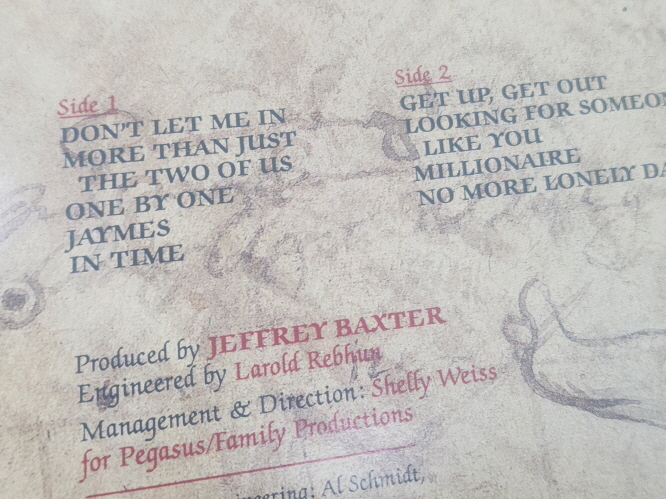 Side 1
DON'T LET ME IN
MORE THAN JUST
THE TWO OF US
ONE BY ONE
JAYMES
IN TIME
Side 2
GET UP, GET OUT
LOOKING FOR
LIKE YOU
MILLIONAIRE
NO MORE LONELY
Produced by JEFFREY BAXTER
Engineered by Larold Rebhun
Management & Direction: Shelly Weiss
for Pegasus/Family Productions
Al Schmidt,